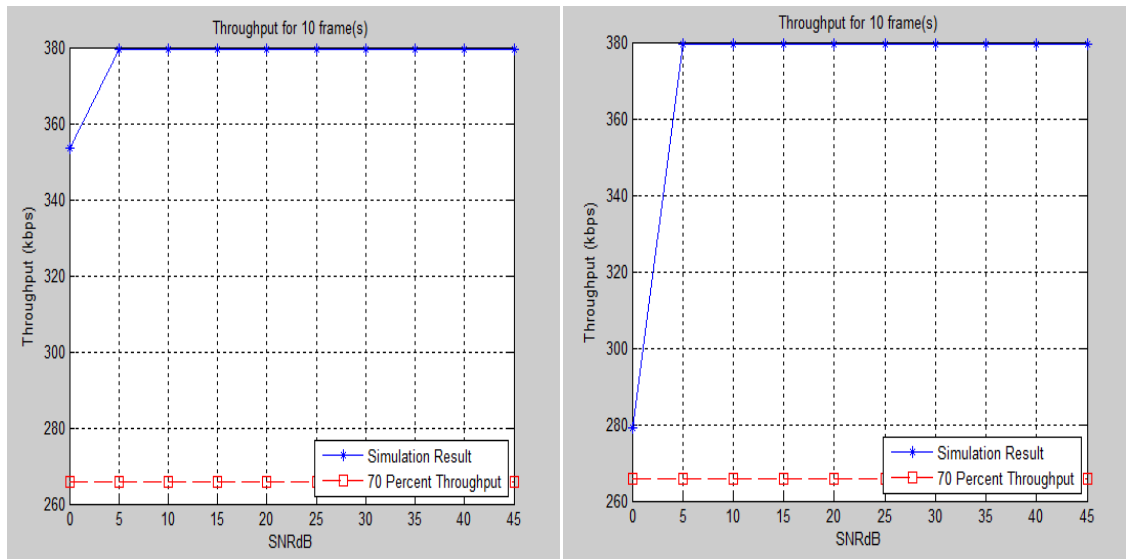 Throughput for 10 frame(s)
380
360
340
320
300
280
260
Throughput (kbps)
0 5 10 15 20 25 30 35 40 45
SNRdB
Simulation Result
70 Percent Throughput
Throughput for 10 frame(s)
380
360
340
320
300
280
260
Throughput (kbps)
0 5 10 15 20 25 30 35 40 45
SNRdB
Simulation Result
70 Percent Throughput